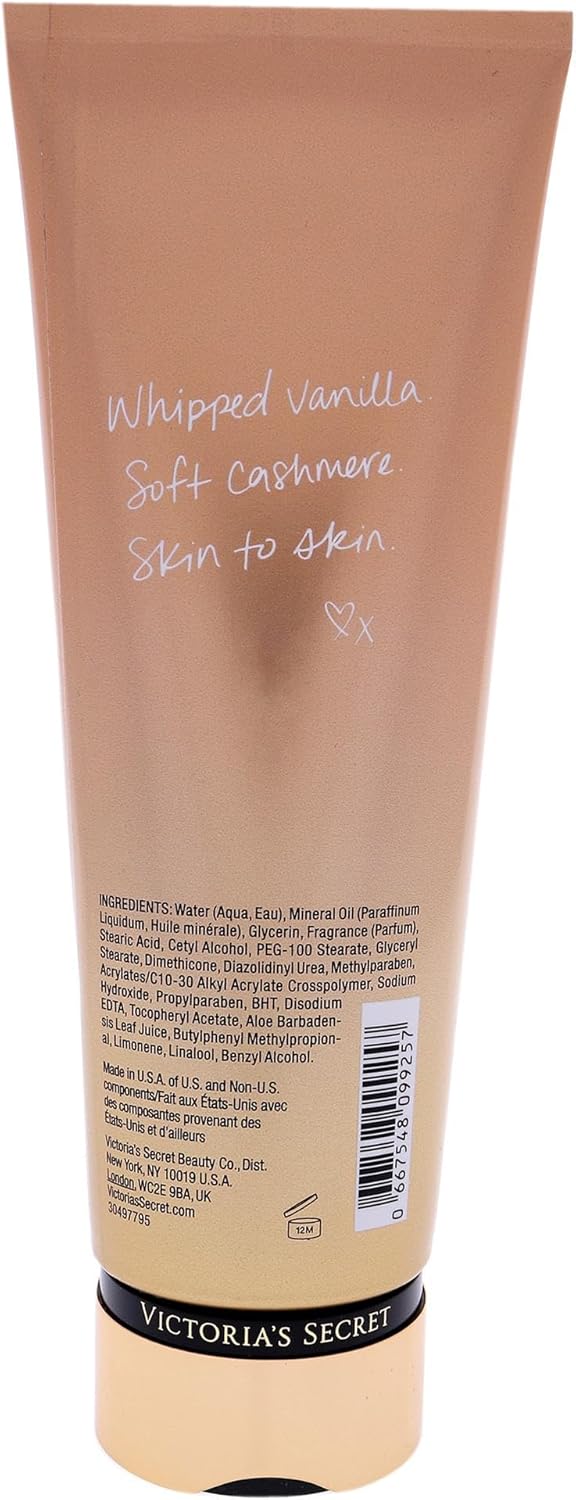 Whipped Vanilla.
Soft Cashmere.
Skin to skin.
♡x
INGREDIENTS: Water (Aqua, Eau), Mineral Oil (Paraffinum
Liquidum, Huile minérale), Glycerin, Fragrance (Parfum),
Stearic Acid, Cetyl Alcohol, PEG-100 Stearate, Glyceryl
Stearate, Dimethicone, Diazolidinyl Urea, Methylparaben,
Acrylates/C10-30 Alkyl Acrylate Crosspolymer, Sodium
Hydroxide, Propylparaben, BHT, Disodium
EDTA, Tocopheryl Acetate, Aloe Barbaden-
sis Leaf Juice, Butylphenyl Methylpropion-
al, Limonene, Linalool, Benzyl Alcohol.
Made in U.S.A. of U.S. and Non-U.S.
components/Fait aux États-Unis avec
des composantes provenant des
États-Unis et d'ailleurs
Victoria's Secret Beauty Co., Dist.
New York, NY 10019 U.S.A.
London, WC2E 9BA, UK
VictoriasSecret.com
30497795
12M
0 667548 099257
VICTORIA'S SECRET